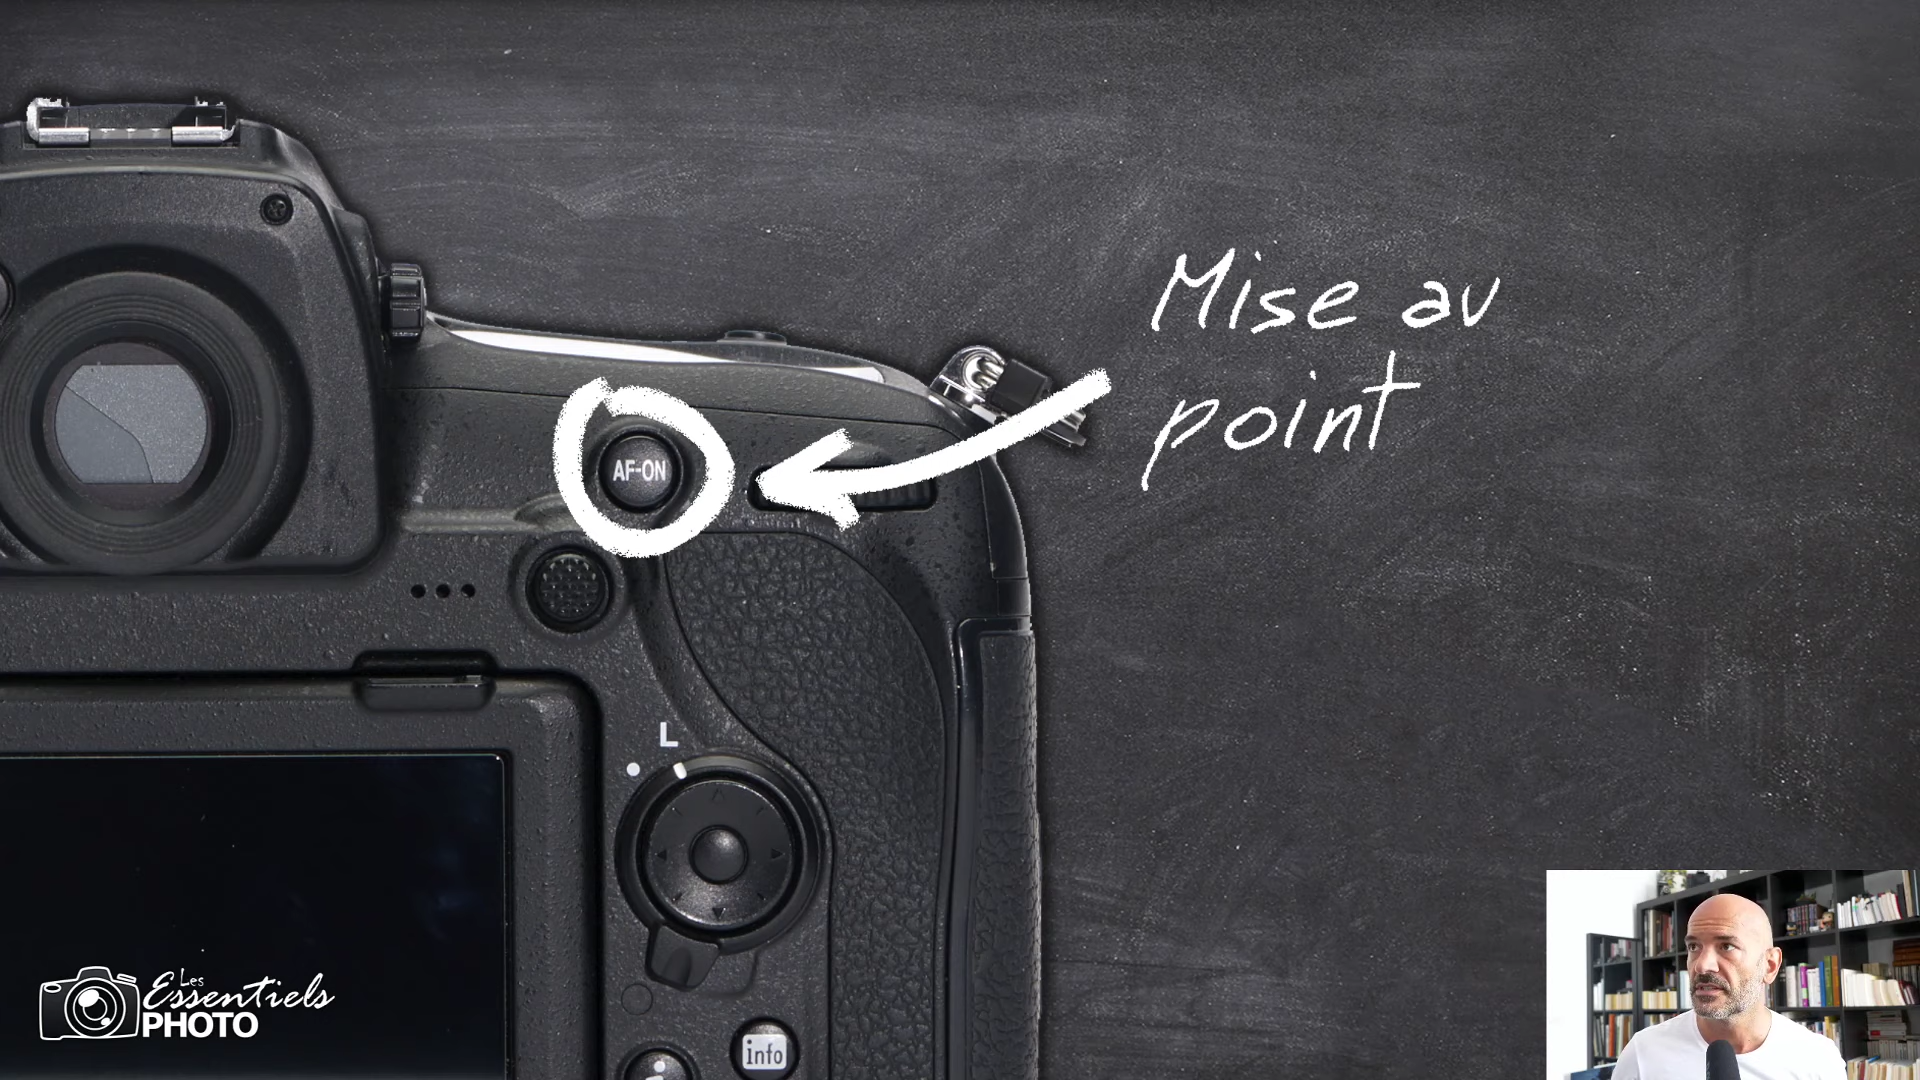 Mise au
point
AF-ON
L
info
Les
Essentiels
PHOTO